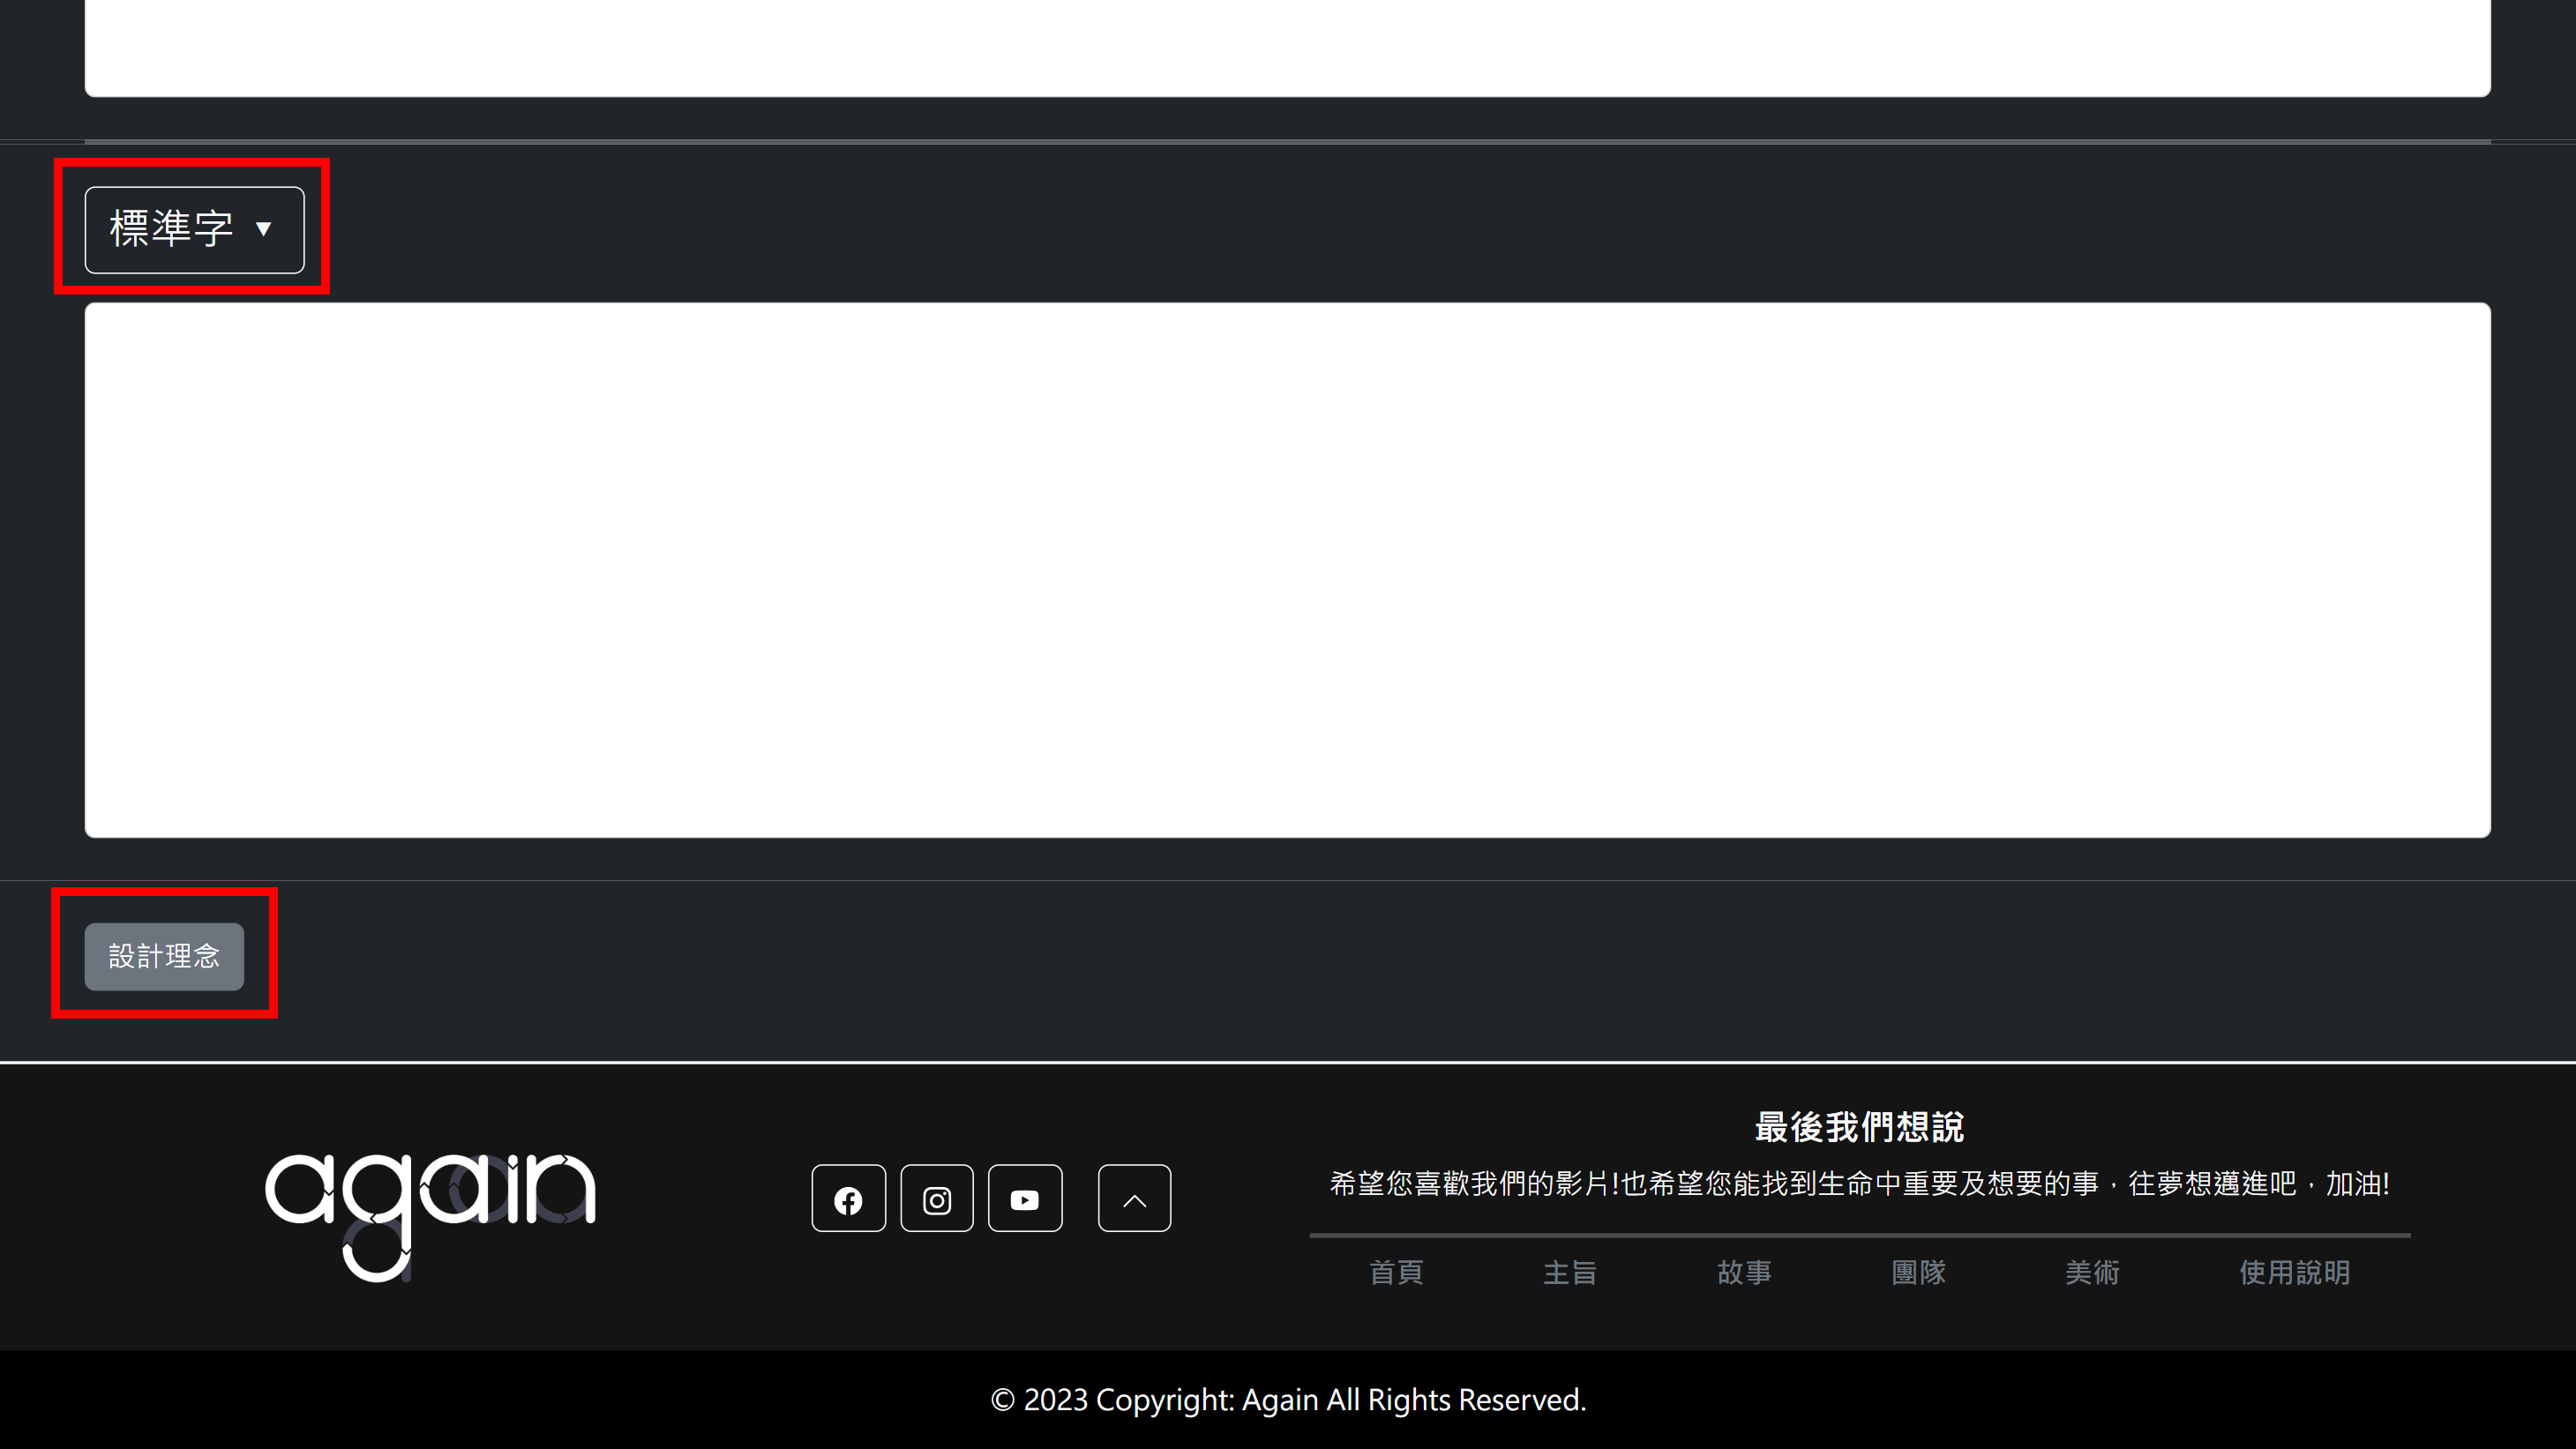 標準字 ▼
設計理念
again
最後我們想說
希望您喜歡我們的影片!也希望您能找到生命中重要及想要的事，往夢想邁進吧，加油!
首頁 主旨 故事 團隊 美術 使用說明
© 2023 Copyright: Again All Rights Reserved.